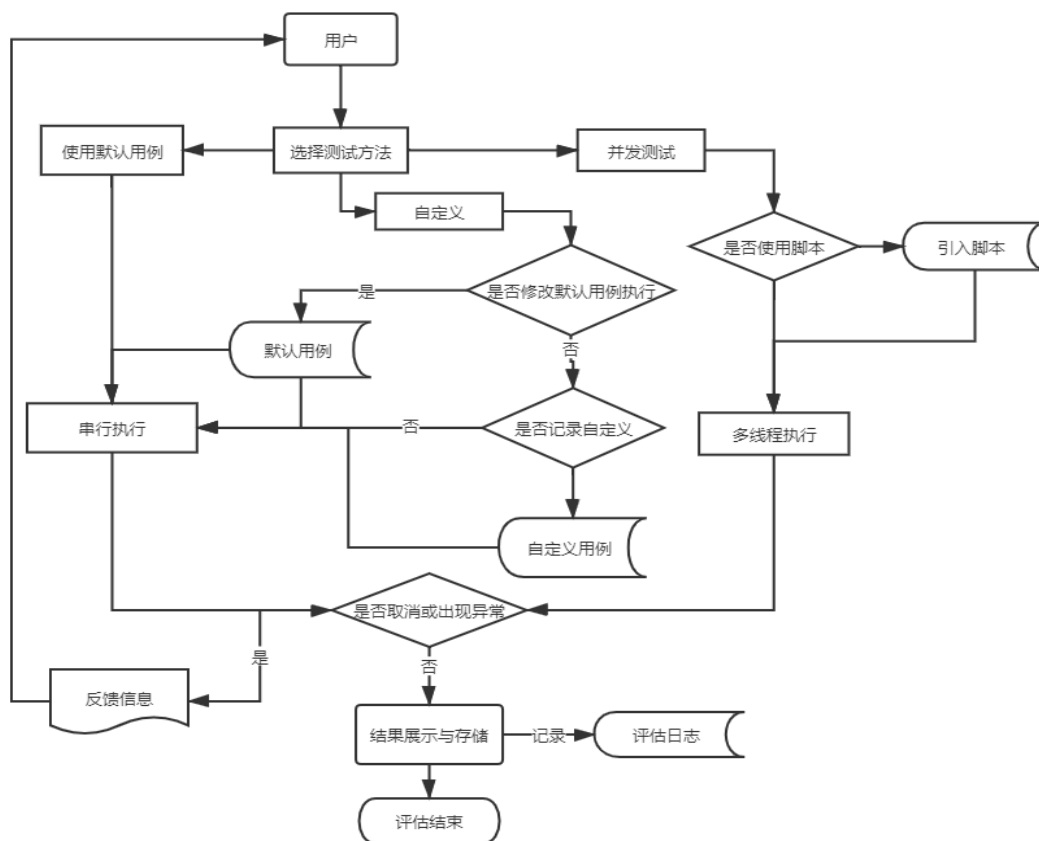 用户
使用默认用例
选择测试方法
并发测试
自定义
是否使用脚本
引入脚本
是
是否修改默认用例执行
默认用例
否
串行执行
否
是否记录自定义
多线程执行
自定义用例
是否取消或出现异常
是
否
反馈信息
结果展示与存储
记录
评估日志
评估结束